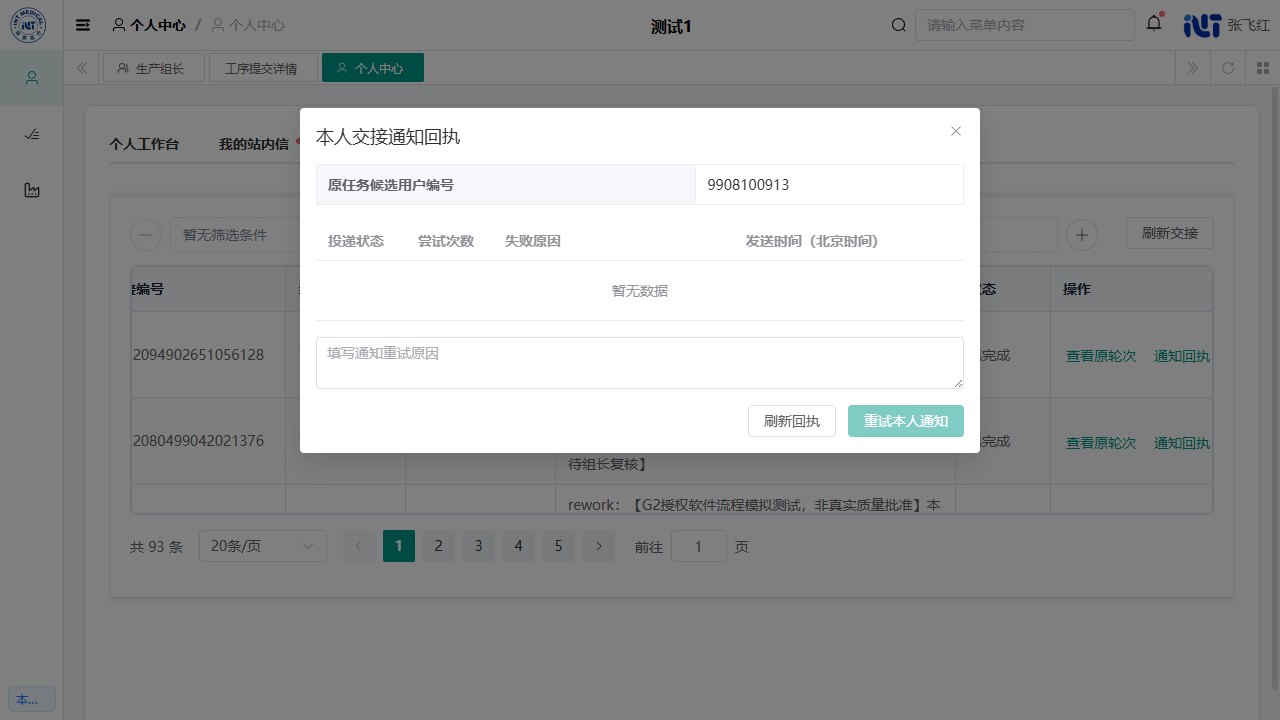 个人中心 / 个人中心
测试1
请输入菜单内容
张飞红
生产组长
工序提交详情
个人中心
个人工作台
我的站内信
本人交接通知回执
原任务候选用户编号
9908100913
暂无筛选条件
刷新交接
投递状态
尝试次数
失败原因
发送时间（北京时间）
编号
操作
暂无数据
2094902651056128
完成
查看原轮次
通知回执
填写通知重试原因
刷新回执
重试本人通知
2080499042021376
完成
查看原轮次
通知回执
待组长复核】
rework：【G2授权软件流程模拟测试，非真实质量批准】本
共 93 条
20条/页
1
2
3
4
5
前往
1
页
本...